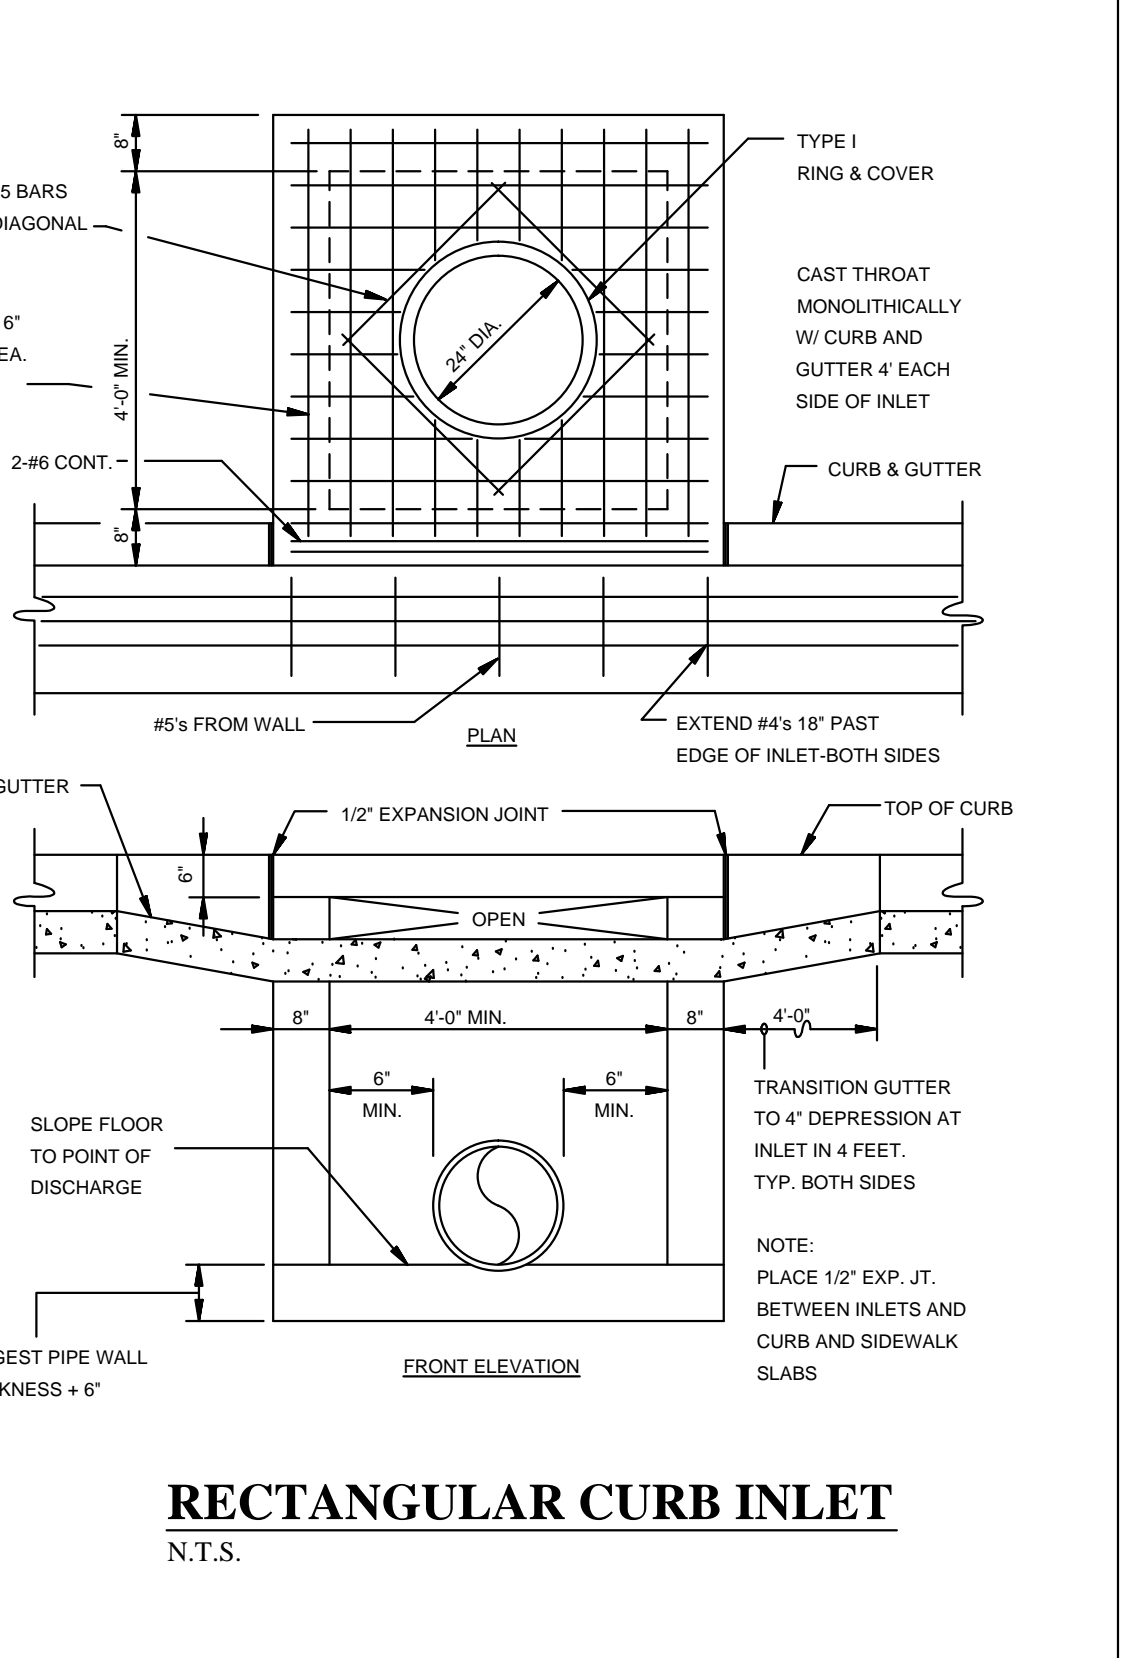 8"
TYPE I
RING & COVER
5 BARS
DIAGONAL
CAST THROAT
MONOLITHICALLY
W/ CURB AND
GUTTER 4' EACH
SIDE OF INLET
6"
EA.
4'-0" MIN.
24" DIA.
2-#6 CONT.
CURB & GUTTER
8"
#5's FROM WALL
PLAN
EXTEND #4's 18" PAST
EDGE OF INLET-BOTH SIDES
GUTTER
1/2" EXPANSION JOINT
TOP OF CURB
6"
OPEN
8"
4'-0" MIN.
8"
4'-0"
6"
MIN.
6"
MIN.
TRANSITION GUTTER
TO 4" DEPRESSION AT
INLET IN 4 FEET.
TYP. BOTH SIDES
SLOPE FLOOR
TO POINT OF
DISCHARGE
NOTE:
PLACE 1/2" EXP. JT.
BETWEEN INLETS AND
CURB AND SIDEWALK
SLABS
GEST PIPE WALL
KNESS + 6"
FRONT ELEVATION
RECTANGULAR CURB INLET
N.T.S.